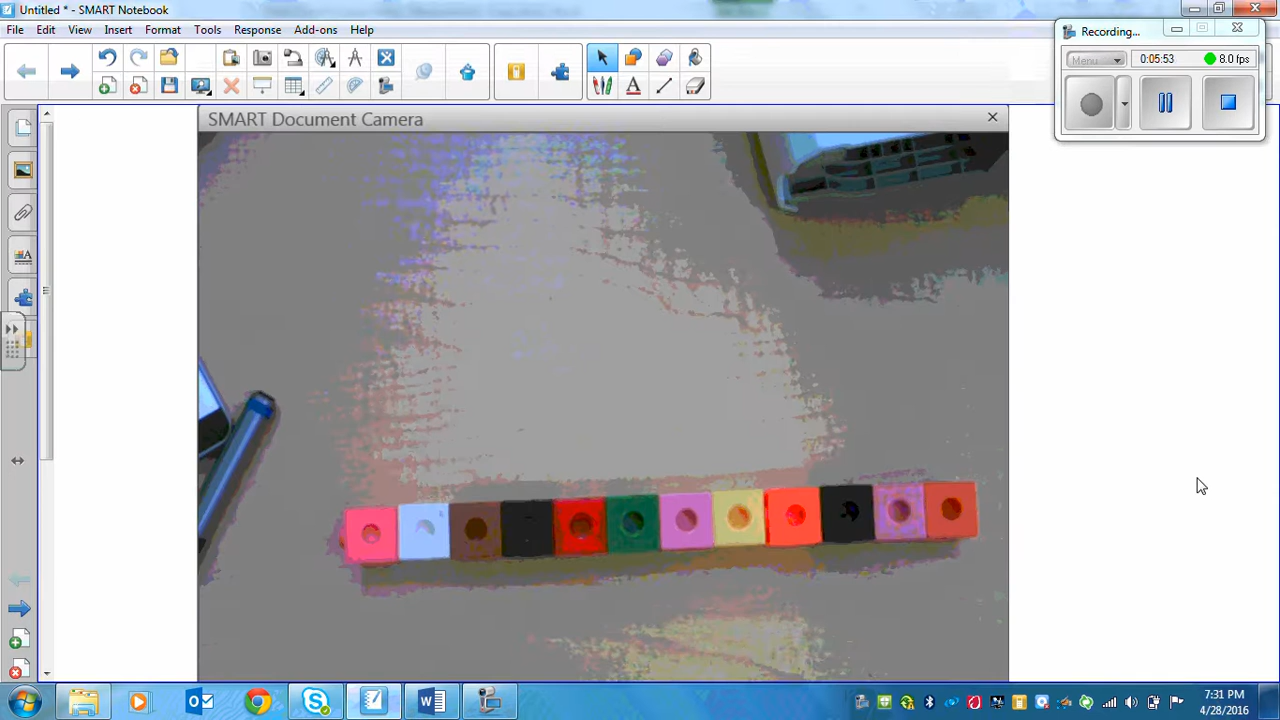 Untitled * - SMART Notebook
File Edit View Insert Format Tools Response Add-ons Help
Recording...
Menu 0:05:53 8.0 fps
SMART Document Camera
7:31 PM
4/28/2016